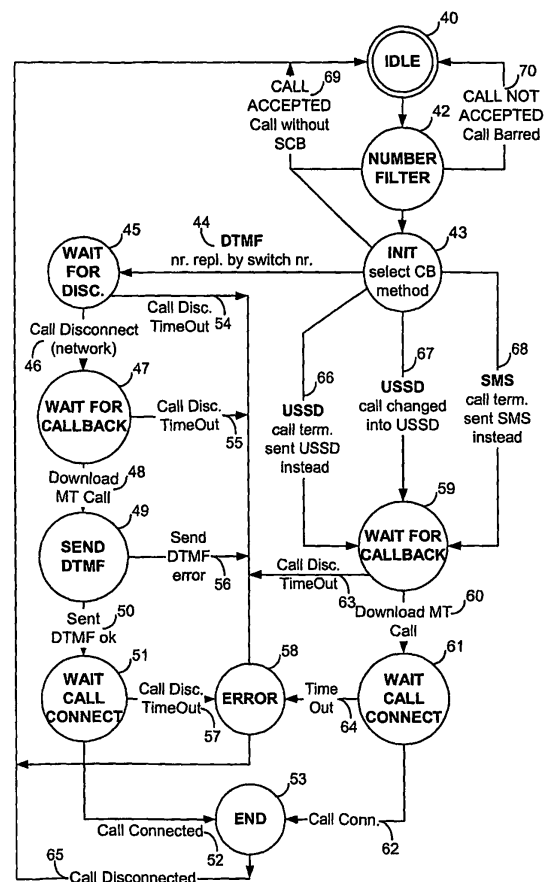 40
IDLE
69
CALL
ACCEPTED
Call without
SCB
70
CALL NOT
ACCEPTED
Call Barred
42
NUMBER
FILTER
44
DTMF
nr. repl. by switch nr.
43
INIT
select CB
method
45
WAIT
FOR
DISC.
Call Disc.
TimeOut
54
Call Disconnect
(network)
46
47
WAIT FOR
CALLBACK
Call Disc.
TimeOut
55
66
USSD
call term.
sent USSD
instead
67
USSD
call changed
into USSD
68
SMS
call term.
sent SMS
instead
Download
MT Call
48
49
SEND
DTMF
Send
DTMF
error
56
59
WAIT FOR
CALLBACK
Call Disc.
TimeOut
63
Download MT
Call
60
Sent
DTMF ok
50
51
WAIT
CALL
CONNECT
Call Disc.
TimeOut
57
58
ERROR
Time
Out
64
61
WAIT
CALL
CONNECT
53
END
Call Connected
52
Call Conn.
62
65
Call Disconnected